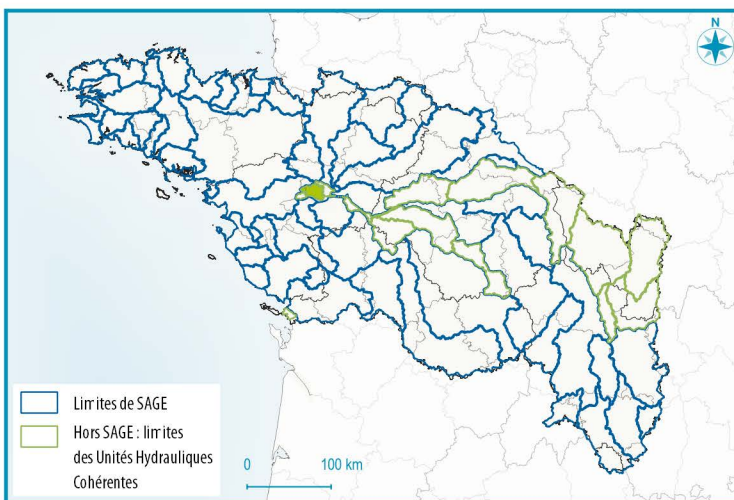 N
Limites de SAGE
Hors SAGE : limites
des Unités Hydrauliques
Cohérentes
0 100 km